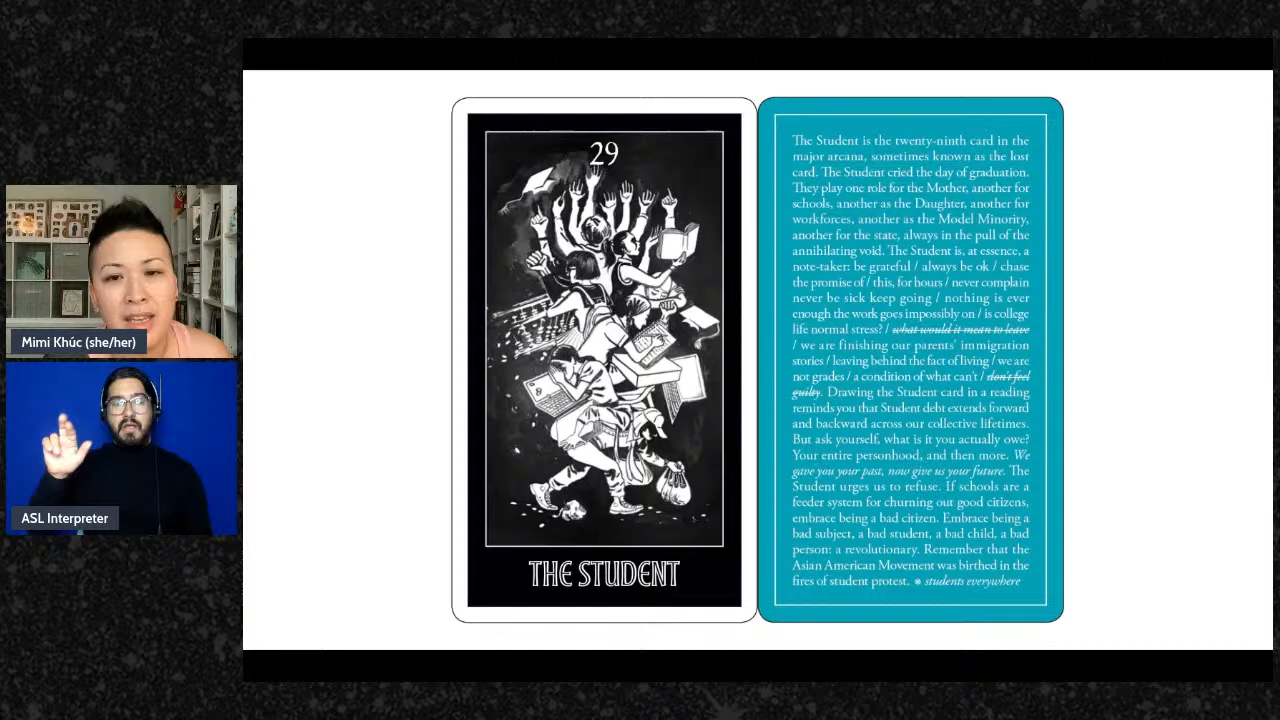 Mimi Khúc (she/her)
ASL Interpreter
29
THE STUDENT
The Student is the twenty-ninth card in the
major arcana, sometimes known as the lost
card. The Student cried the day of graduation.
They play one role for the Mother, another for
schools, another as the Daughter, another for
workforces, another as the Model Minority,
another for the state, always in the pull of the
annihilating void. The Student is, at essence, a
note-taker: be grateful / always be ok / chase
the promise of / this, for hours / never complain
never be sick keep going / nothing is ever
enough the work goes impossibly on / is college
life normal stress? / what would it mean to leave
/ we are finishing our parents' immigration
stories / leaving behind the fact of living / we are
not grades / a condition of what can't / don't feel
guilty. Drawing the Student card in a reading
reminds you that Student debt extends forward
and backward across our collective lifetimes.
But ask yourself, what is it you actually owe?
Your entire personhood, and then more. We
gave you your past, now give us your future. The
Student urges us to refuse. If schools are a
feeder system for churning out good citizens,
embrace being a bad citizen. Embrace being a
bad subject, a bad student, a bad child, a bad
person: a revolutionary. Remember that the
Asian American Movement was birthed in the
fires of student protest. ❋ students everywhere